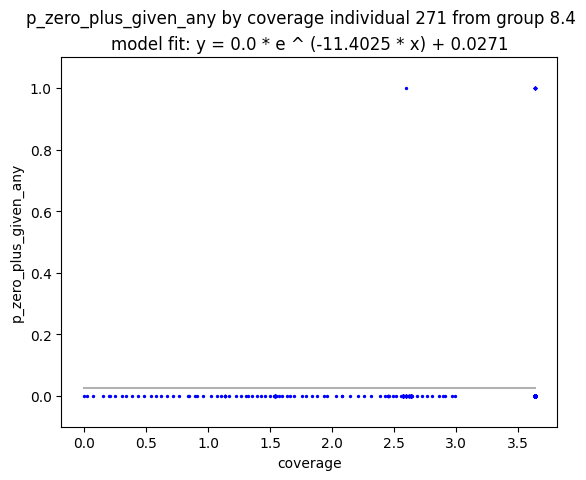 p_zero_plus_given_any by coverage individual 271 from group 8.4
model fit: y = 0.0 * e ^ (-11.4025 * x) + 0.0271
1.0
0.8
0.6
0.4
0.2
0.0
p_zero_plus_given_any
0.0 0.5 1.0 1.5 2.0 2.5 3.0 3.5
coverage